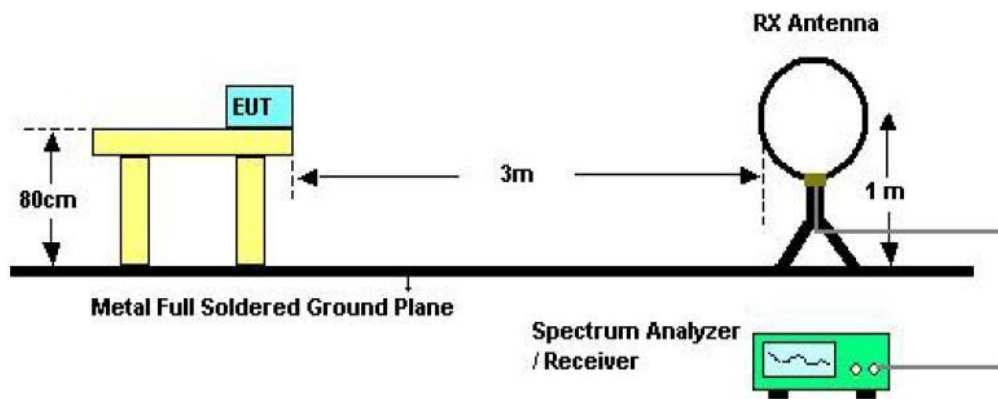 RX Antenna
EUT
3m
80cm
1 m
Metal Full Soldered Ground Plane
Spectrum Analyzer
/ Receiver